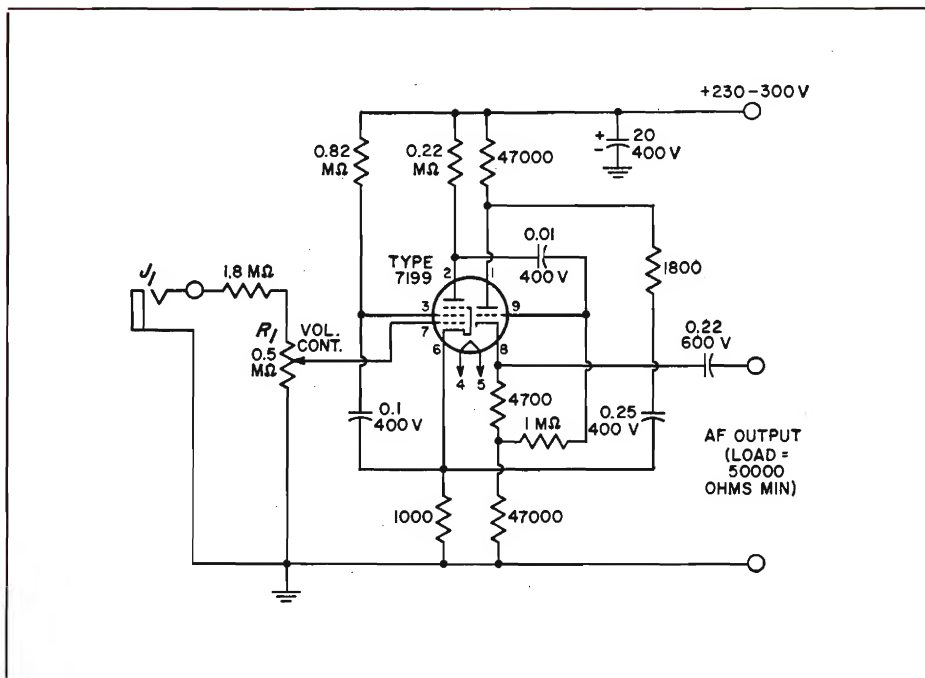 +230-300 V
0.82
MΩ
0.22
MΩ
47000
+
-
20
400 V
0.01
400 V
TYPE
7199
2
1
1800
J1
1.8 MΩ
3
9
7
R1
VOL.
CONT.
0.5
MΩ
6
8
0.22
600 V
4
5
4700
0.1
400 V
1 MΩ
0.25
400 V
AF OUTPUT
(LOAD =
50000
OHMS MIN)
1000
47000